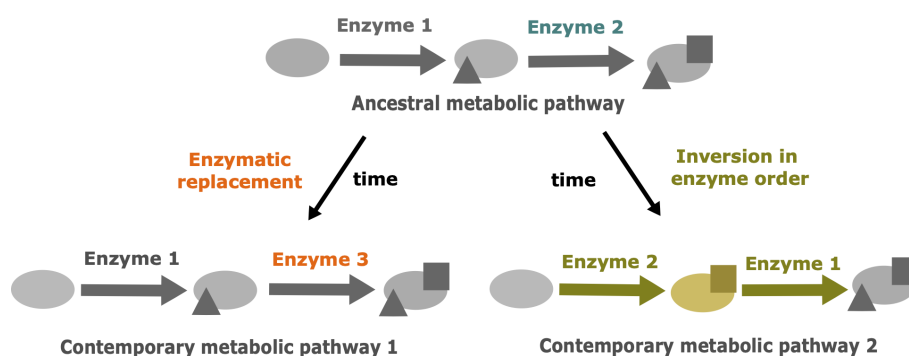 Enzyme 1
Enzyme 2
Ancestral metabolic pathway
Enzymatic
replacement
time
time
Inversion in
enzyme order
Enzyme 1
Enzyme 3
Enzyme 2
Enzyme 1
Contemporary metabolic pathway 1
Contemporary metabolic pathway 2